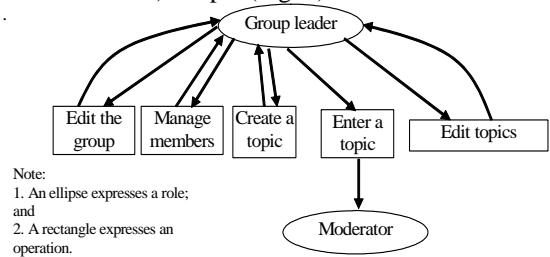 Group leader
Edit the
group
Manage
members
Create a
topic
Enter a
topic
Edit topics
Note:
1. An ellipse expresses a role;
and
2. A rectangle expresses an
operation.
Moderator